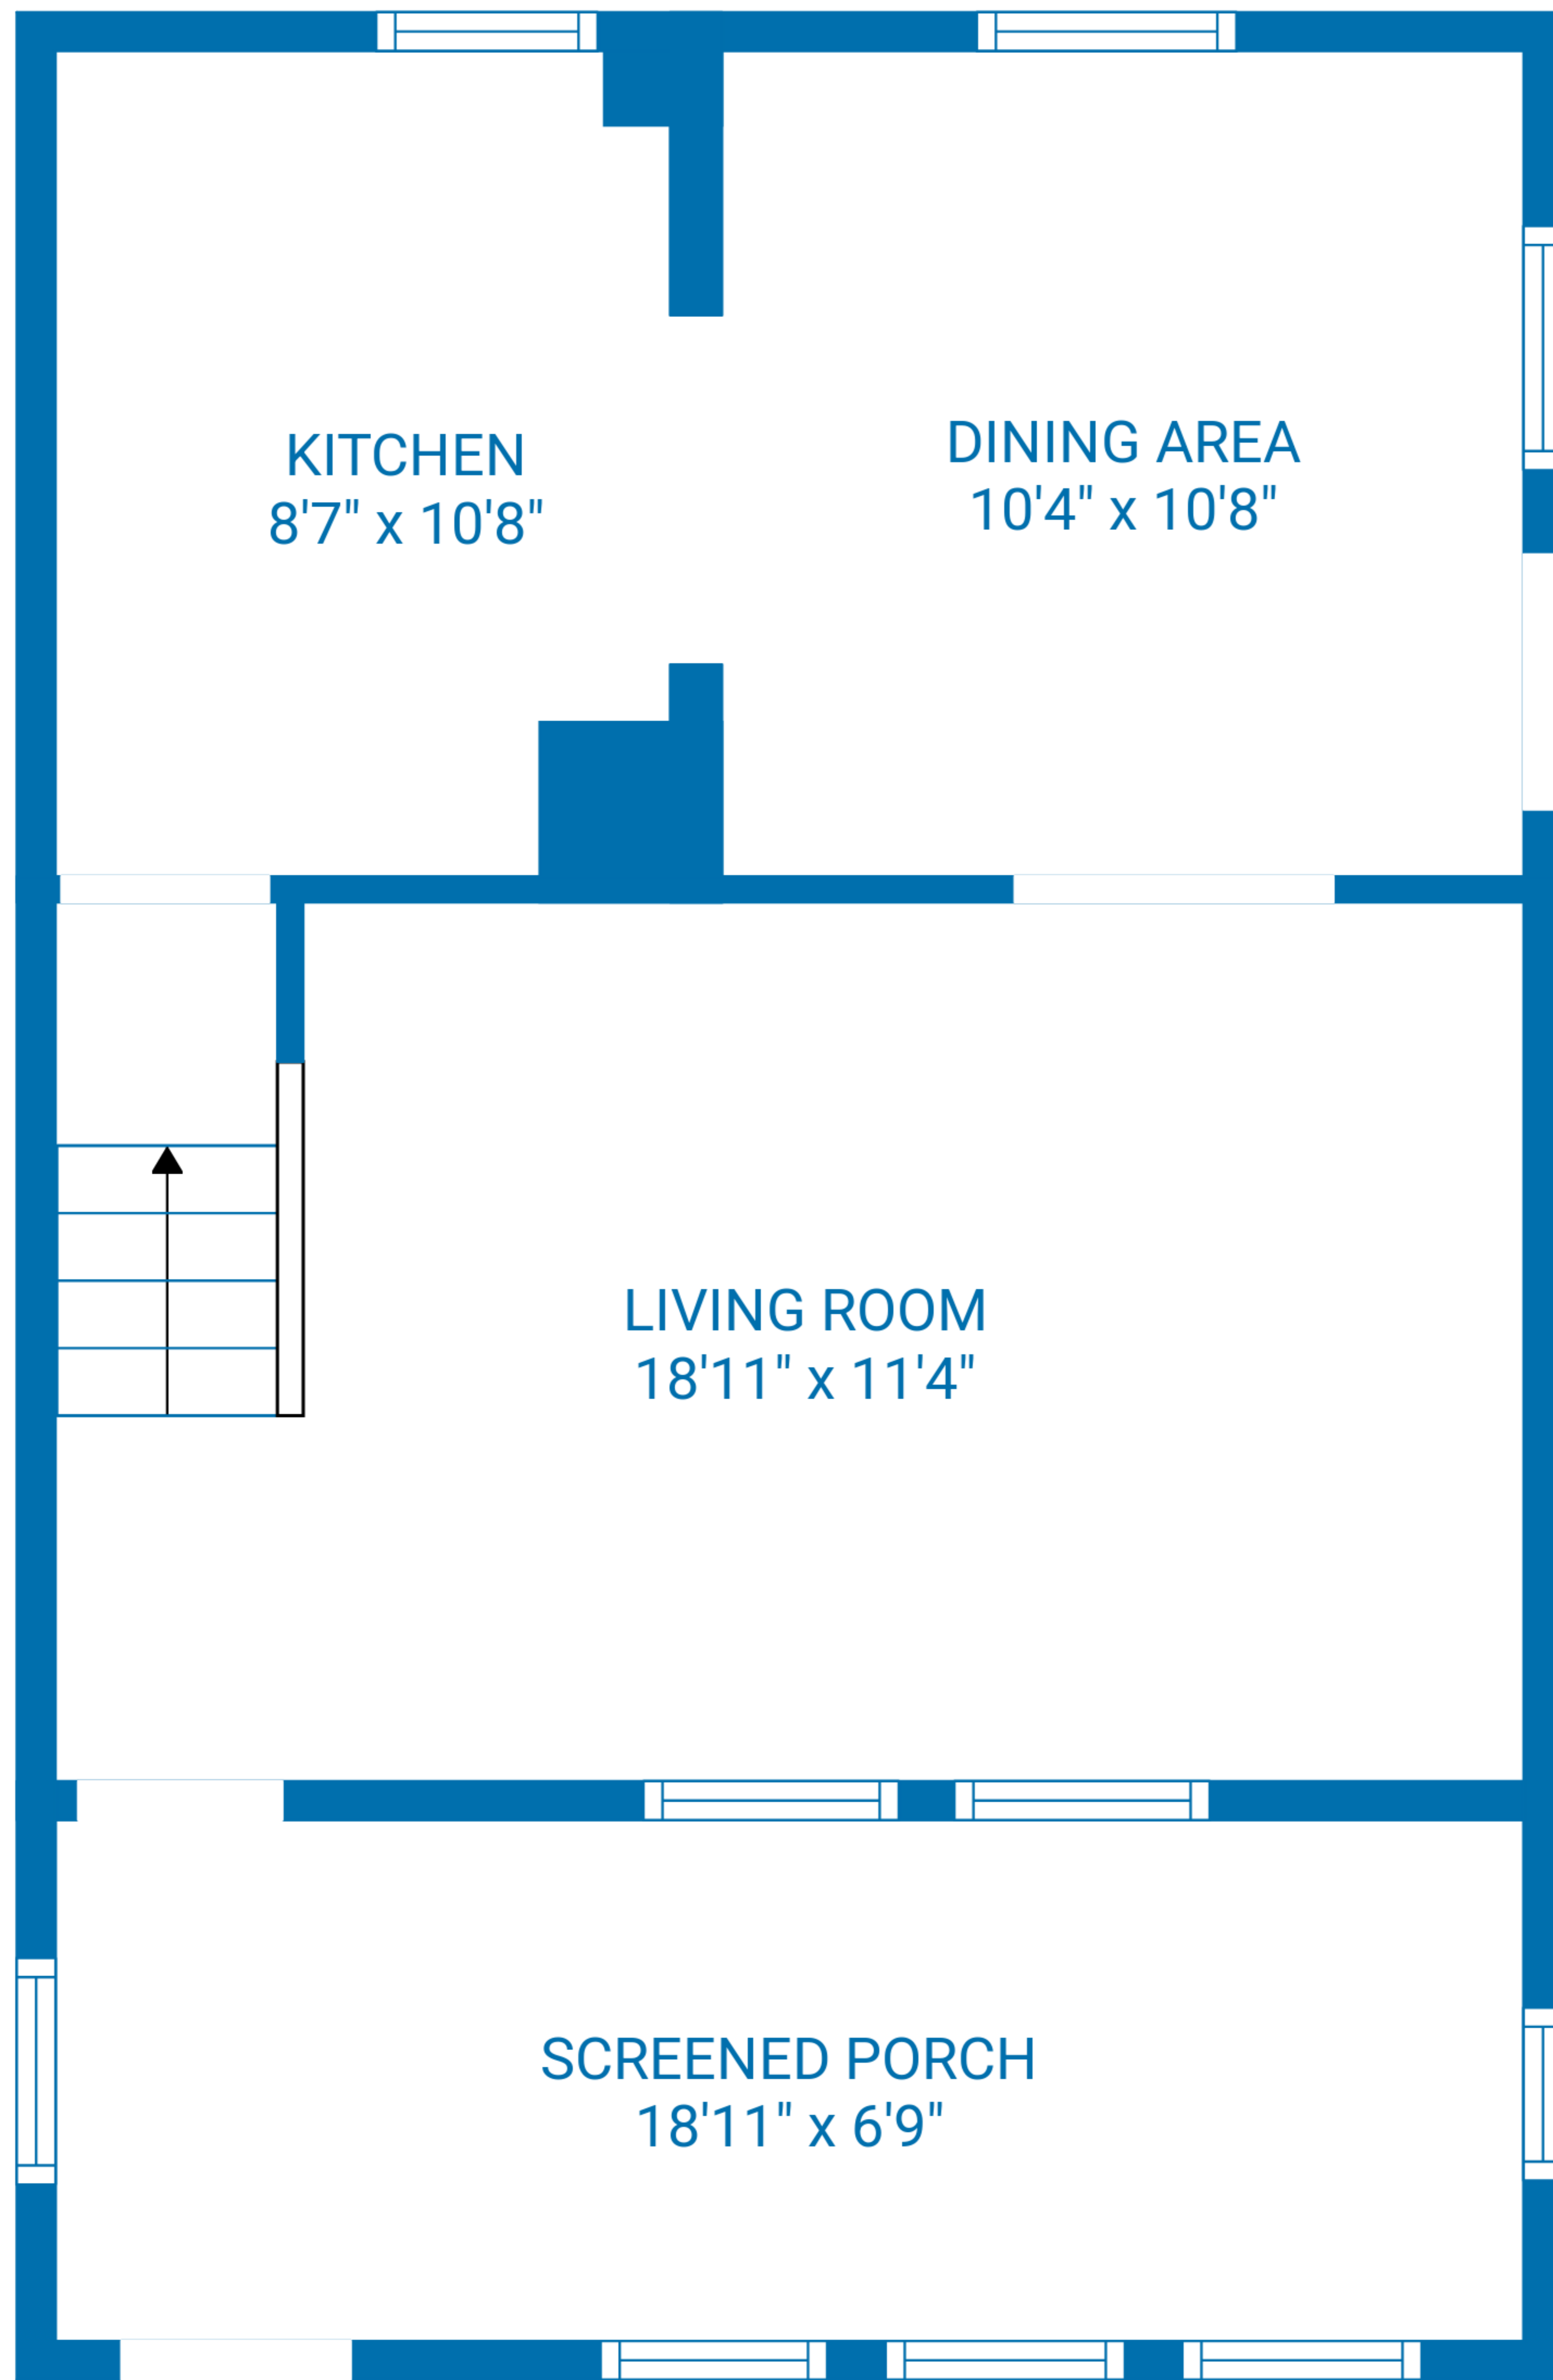 KITCHEN
8'7" x 10'8"
DINING AREA
10'4" x 10'8"
LIVING ROOM
18'11" x 11'4"
SCREENED PORCH
18'11" x 6'9"